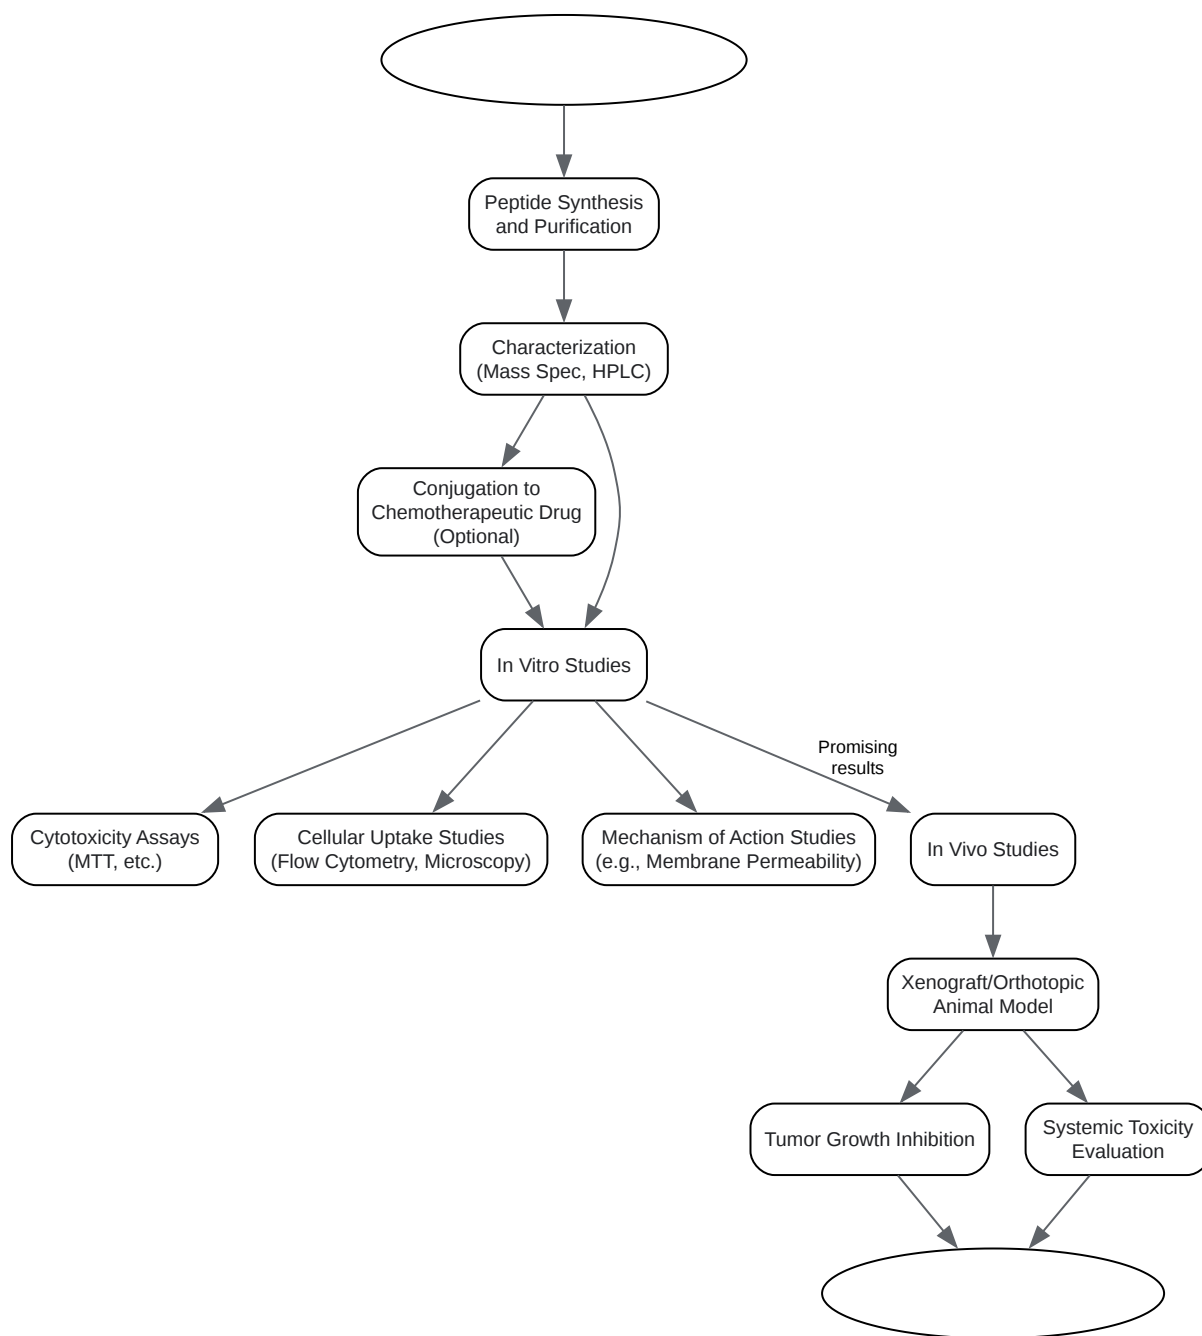 Peptide Synthesis
and Purification
Characterization
(Mass Spec, HPLC)
Conjugation to
Chemotherapeutic Drug
(Optional)
In Vitro Studies
Promising
results
Cytotoxicity Assays
(MTT, etc.)
Cellular Uptake Studies
(Flow Cytometry, Microscopy)
Mechanism of Action Studies
(e.g., Membrane Permeability)
In Vivo Studies
Xenograft/Orthotopic
Animal Model
Tumor Growth Inhibition
Systemic Toxicity
Evaluation